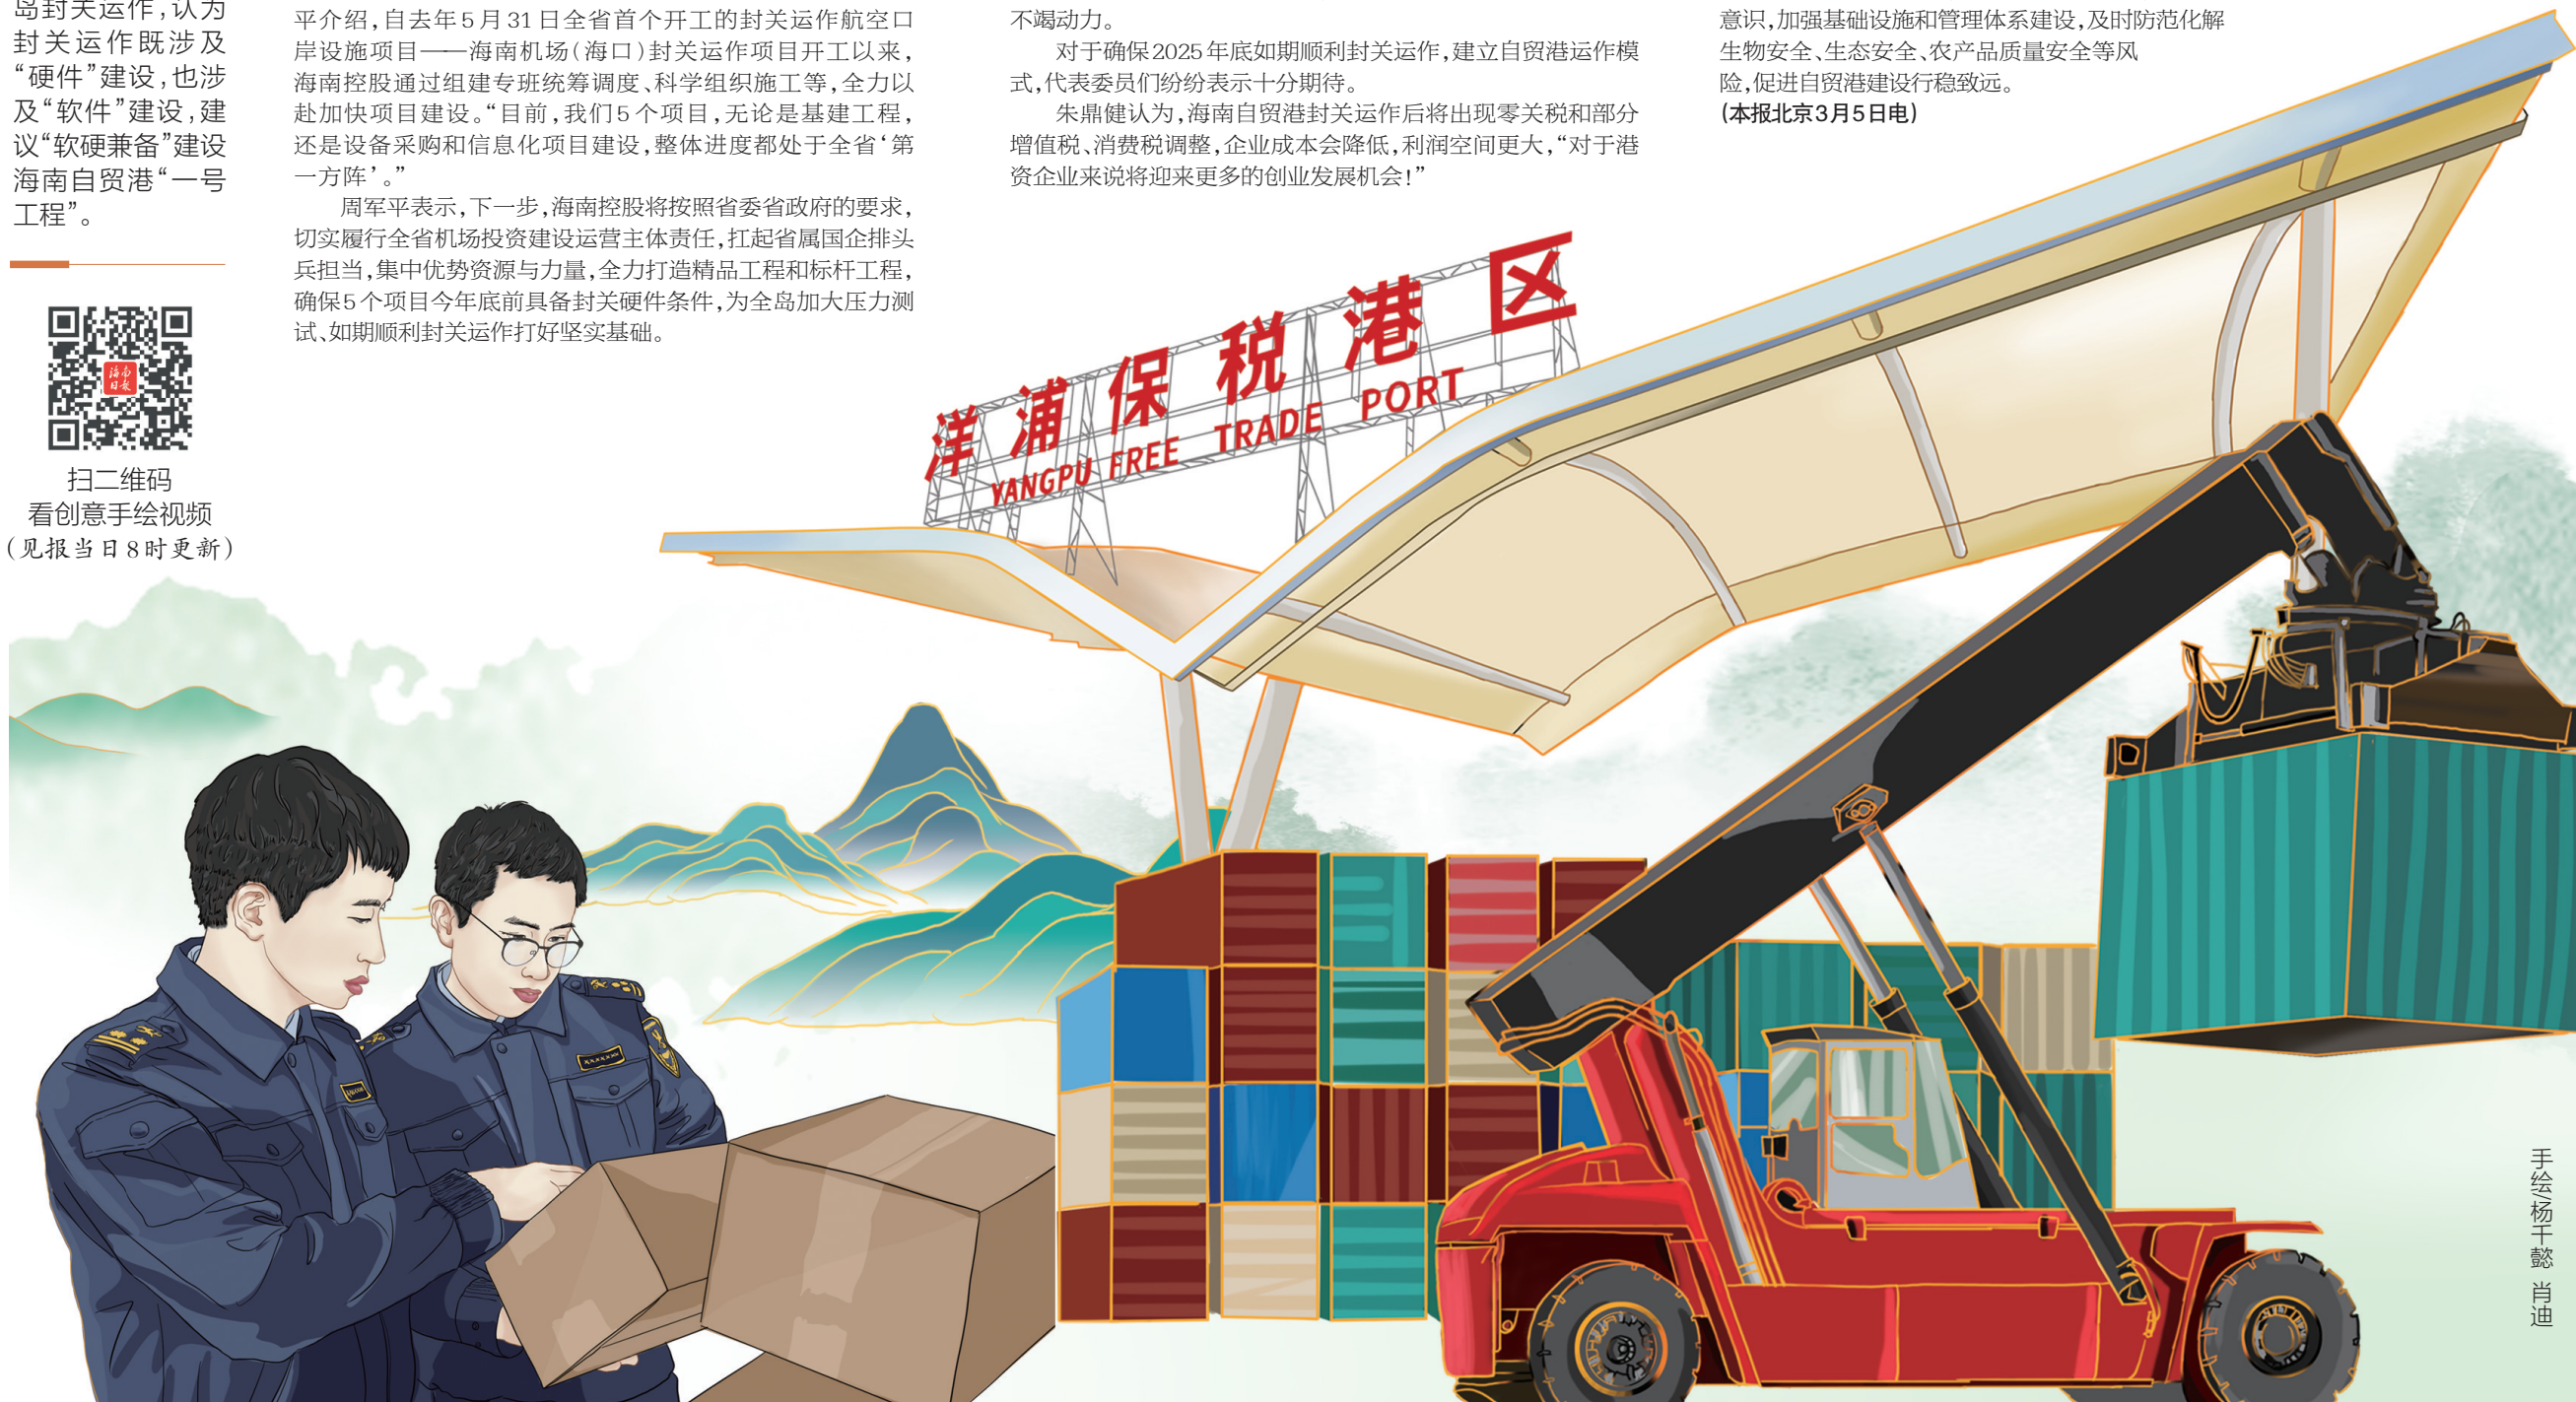 岛封关运作,认为
封关运作既涉及
“硬件”建设,也涉
及“软件”建设,建
议“软硬兼备”建设
海南自贸港“一号
工程”。
海南
日报
扫二维码
看创意手绘视频
(见报当日8时更新)
平介绍,自去年5月31日全省首个开工的封关运作航空口
岸设施项目——海南机场(海口)封关运作项目开工以来,
海南控股通过组建专班统筹调度、科学组织施工等,全力以
赴加快项目建设。“目前,我们5个项目,无论是基建工程,
还是设备采购和信息化项目建设,整体进度都处于全省‘第
一方阵’。”
周军平表示,下一步,海南控股将按照省委省政府的要求,
切实履行全省机场投资建设运营主体责任,扛起省属国企排头
兵担当,集中优势资源与力量,全力打造精品工程和标杆工程,
确保5个项目今年底前具备封关硬件条件,为全岛加大压力测
试、如期顺利封关运作打好坚实基础。
不竭动力。
对于确保2025年底如期顺利封关运作,建立自贸港运作模
式,代表委员们纷纷表示十分期待。
朱鼎健认为,海南自贸港封关运作后将出现零关税和部分
增值税、消费税调整,企业成本会降低,利润空间更大,“对于港
资企业来说将迎来更多的创业发展机会!”
意识,加强基础设施和管理体系建设,及时防范化解
生物安全、生态安全、农产品质量安全等风
险,促进自贸港建设行稳致远。
(本报北京3月5日电)
洋浦保税港区
YANGPU FREE TRADE PORT
手绘/杨千懿 肖迪